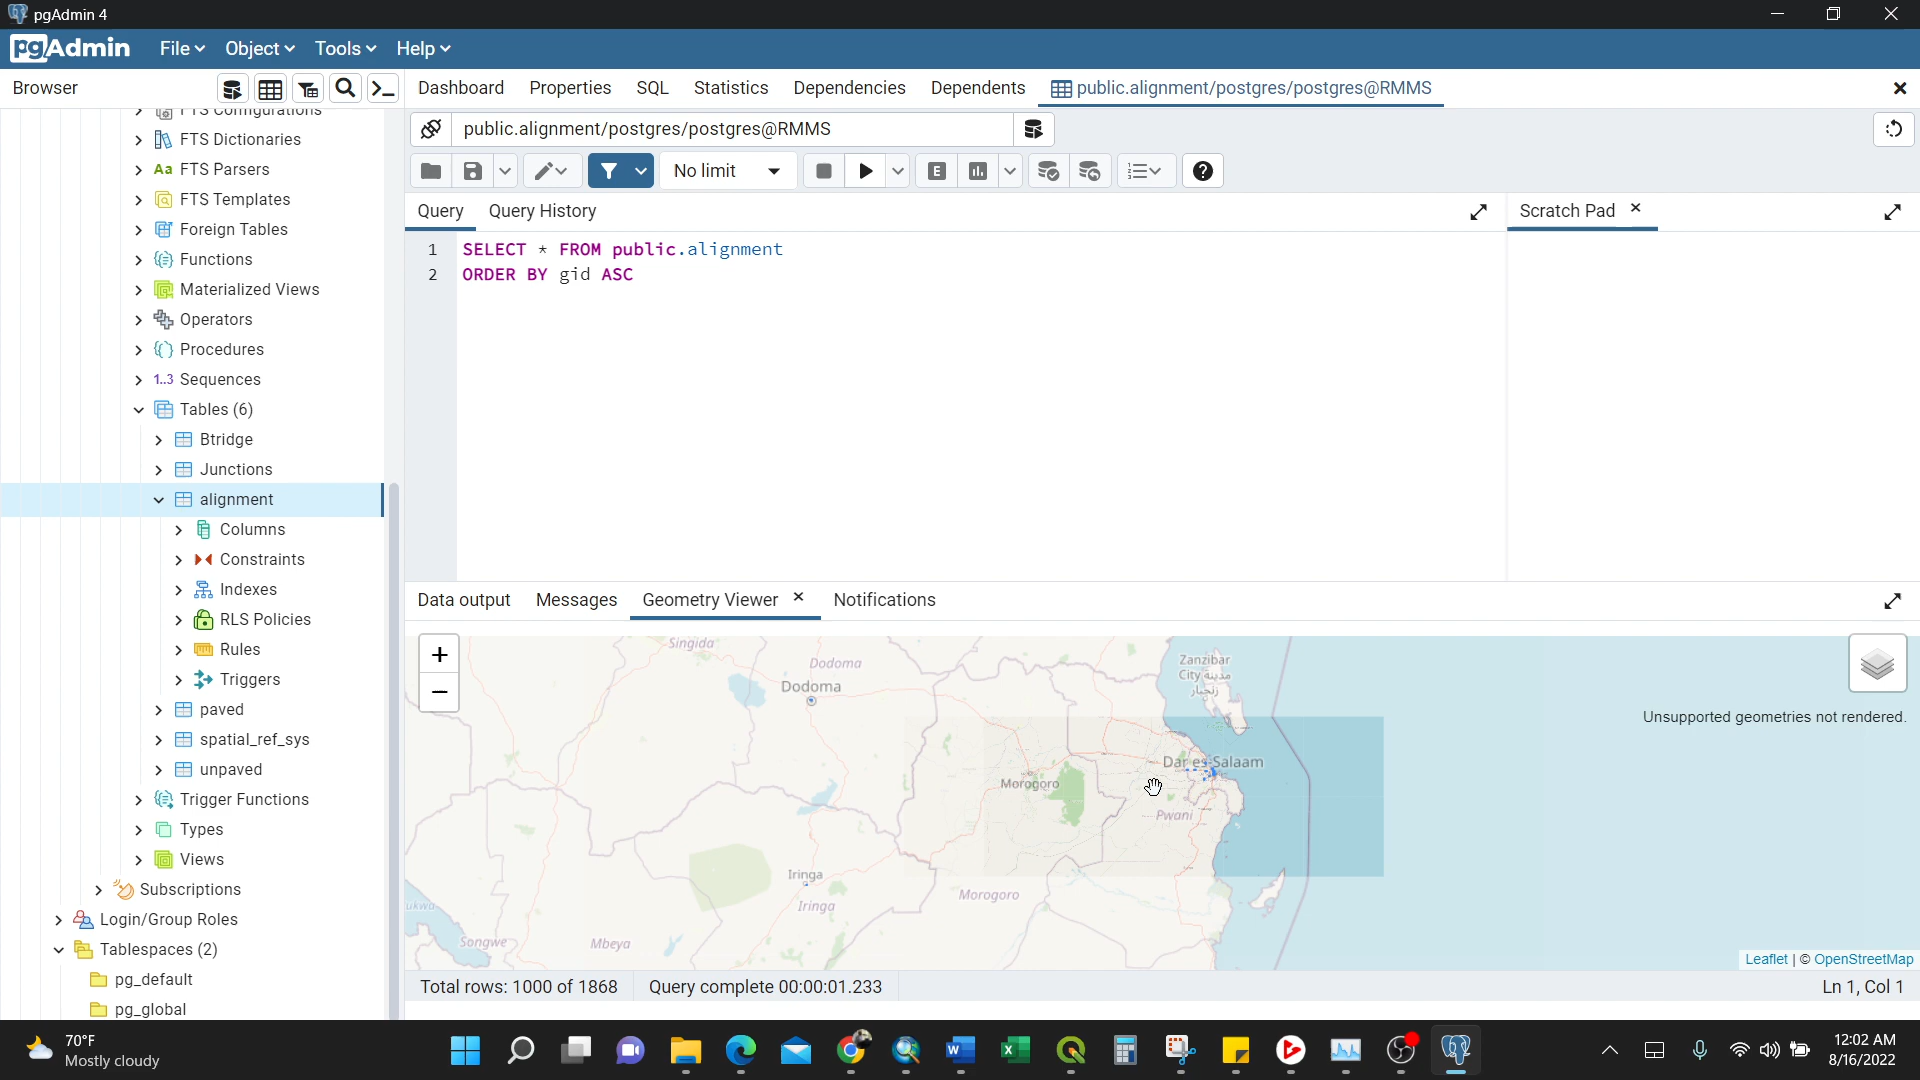 pgAdmin 4
pgAdmin File Object Tools Help
Browser
Dashboard Properties SQL Statistics Dependencies Dependents public.alignment/postgres/postgres@RMMS
FTS Configurations
FTS Dictionaries
Aa FTS Parsers
FTS Templates
Foreign Tables
Functions
Materialized Views
Operators
Procedures
1..3 Sequences
Tables (6)
Btridge
Junctions
alignment
Columns
Constraints
Indexes
RLS Policies
Rules
Triggers
paved
spatial_ref_sys
unpaved
Trigger Functions
Types
Views
Subscriptions
Login/Group Roles
Tablespaces (2)
pg_default
pg_global
public.alignment/postgres/postgres@RMMS
No limit
E
Query Query History
Scratch Pad
1 SELECT * FROM public.alignment
2 ORDER BY gid ASC
Data output Messages Geometry Viewer Notifications
+
−
Singida
Dodoma
Dodoma
Zanzibar
City مدينة
زنجبار
Unsupported geometries not rendered.
Dar es-Salaam
Morogoro
Pwani
Iringa
Iringa
Morogoro
Songwe
Mbeya
Leaflet | © OpenStreetMap
Total rows: 1000 of 1868 Query complete 00:00:01.233
Ln 1, Col 1
70°F
Mostly cloudy
12:02 AM
8/16/2022